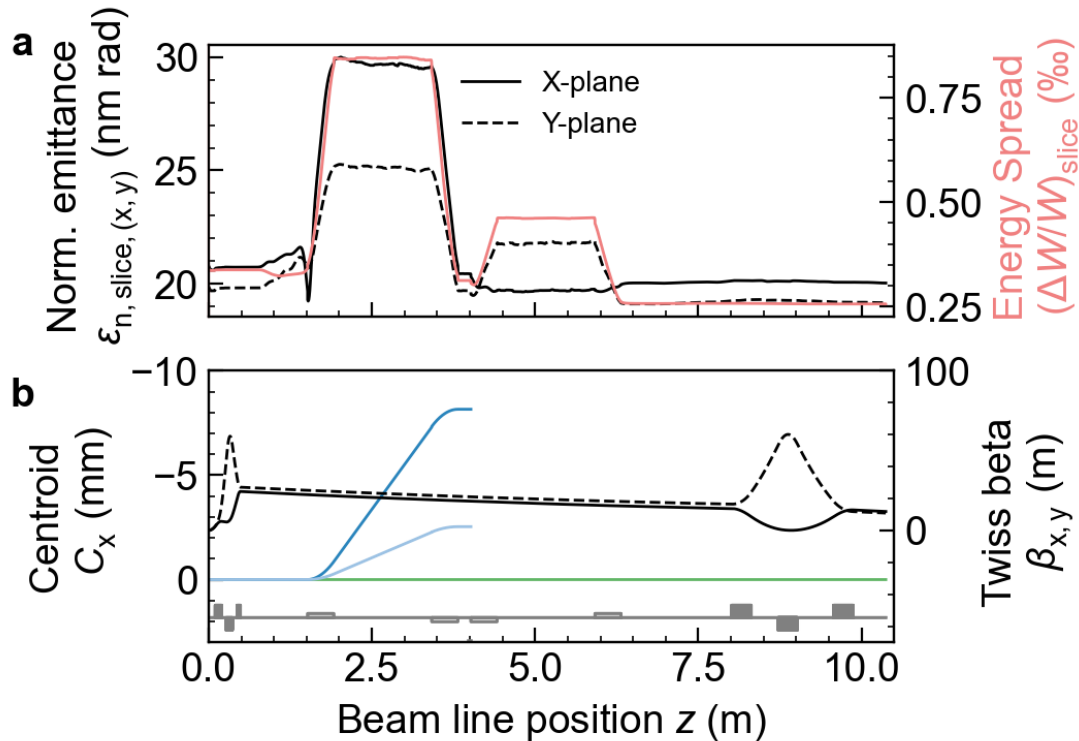 a
Norm. emittance
εn, slice, (x, y) (nm rad)
30
25
20
X-plane
Y-plane
0.75
0.50
0.25
Energy Spread
(ΔW/W)slice (‰)
b
Centroid
Cx (mm)
−10
−5
0
100
0
Twiss beta
βx,y (m)
0.0 2.5 5.0 7.5 10.0
Beam line position z (m)